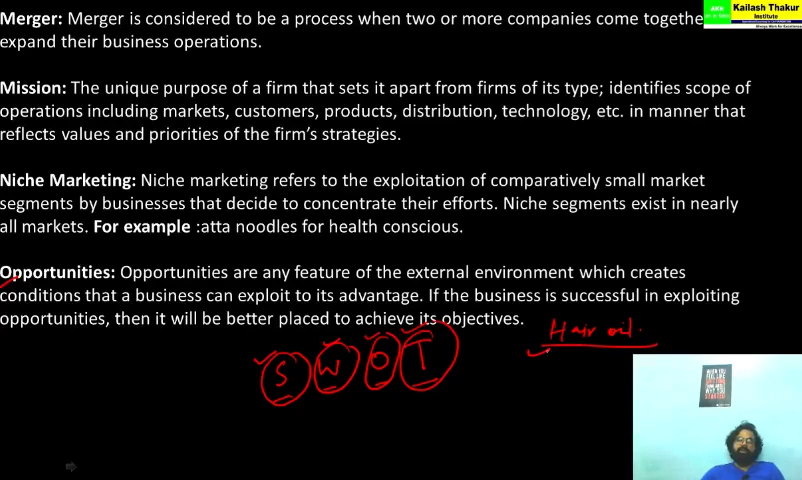 Merger: Merger is considered to be a process when two or more companies come togethe
Kailash Thakur
Institute
expand their business operations.
Mission: The unique purpose of a firm that sets it apart from firms of its type; identifies scope of
operations including markets, customers, products, distribution, technology, etc. in manner that
reflects values and priorities of the firm’s strategies.
Niche Marketing: Niche marketing refers to the exploitation of comparatively small market
segments by businesses that decide to concentrate their efforts. Niche segments exist in nearly
all markets. For example :atta noodles for health conscious.
Opportunities: Opportunities are any feature of the external environment which creates
conditions that a business can exploit to its advantage. If the business is successful in exploiting
opportunities, then it will be better placed to achieve its objectives.
Hair oil.
S W O T